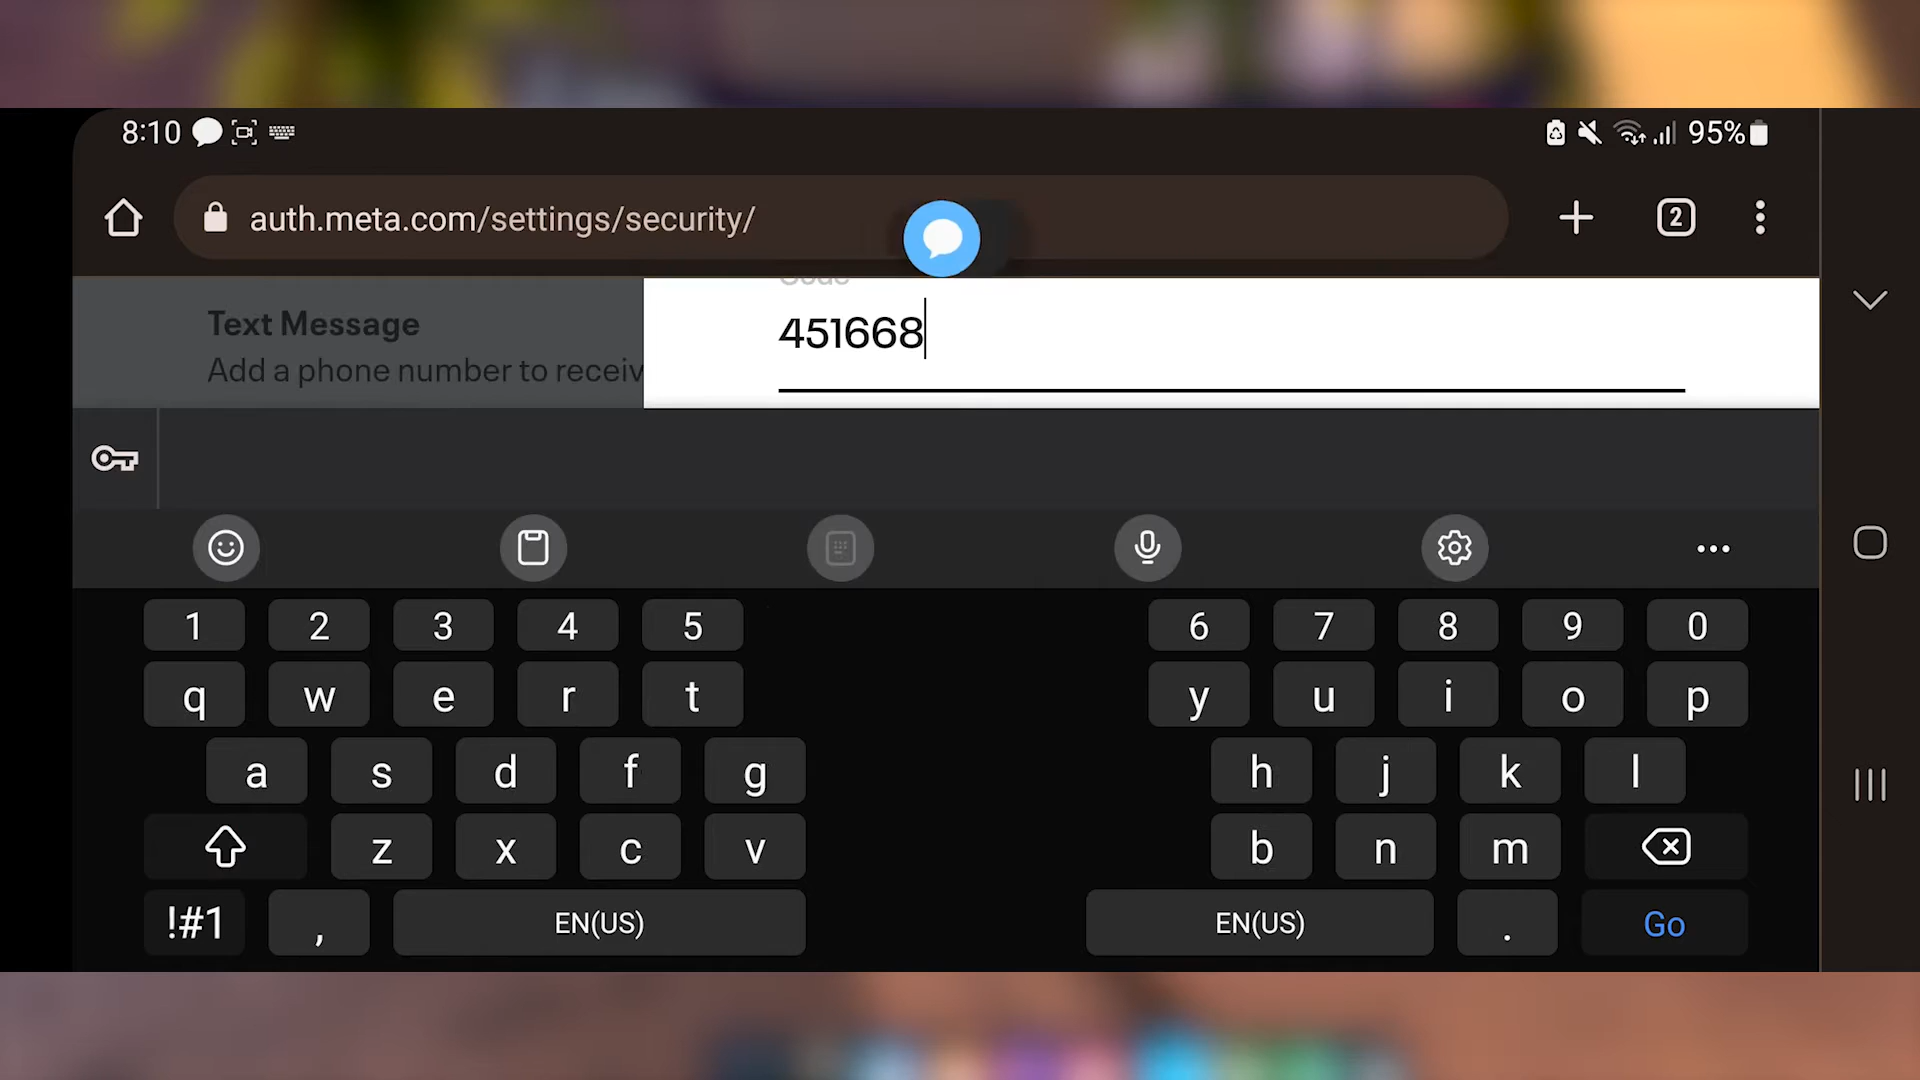 8:10
95%
auth.meta.com/settings/security/
2
Code
Text Message
Add a phone number to receiv
451668
1 2 3 4 5 6 7 8 9 0
q w e r t y u i o p
a s d f g h j k l
z x c v b n m
!#1 , EN(US) EN(US) . Go